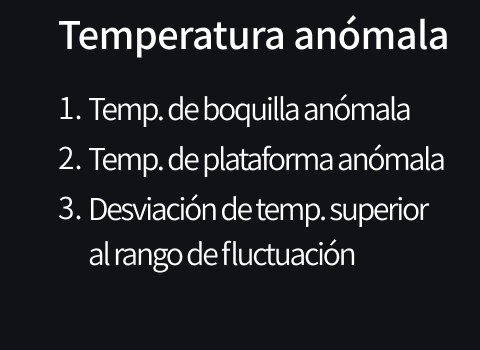 Temperatura anómala
1. Temp. de boquilla anómala
2. Temp. de plataforma anómala
3. Desviación de temp. superior
al rango de fluctuación